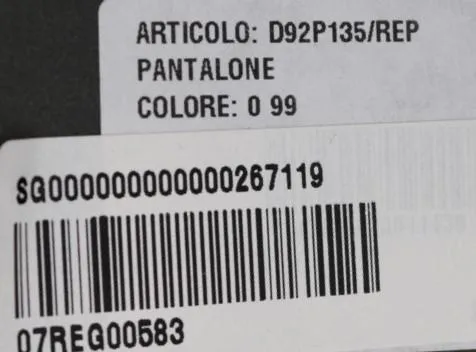 ARTICOLO: D92P135/REP
PANTALONE
COLORE: 0 99
SG000000000000267119
07REG00583